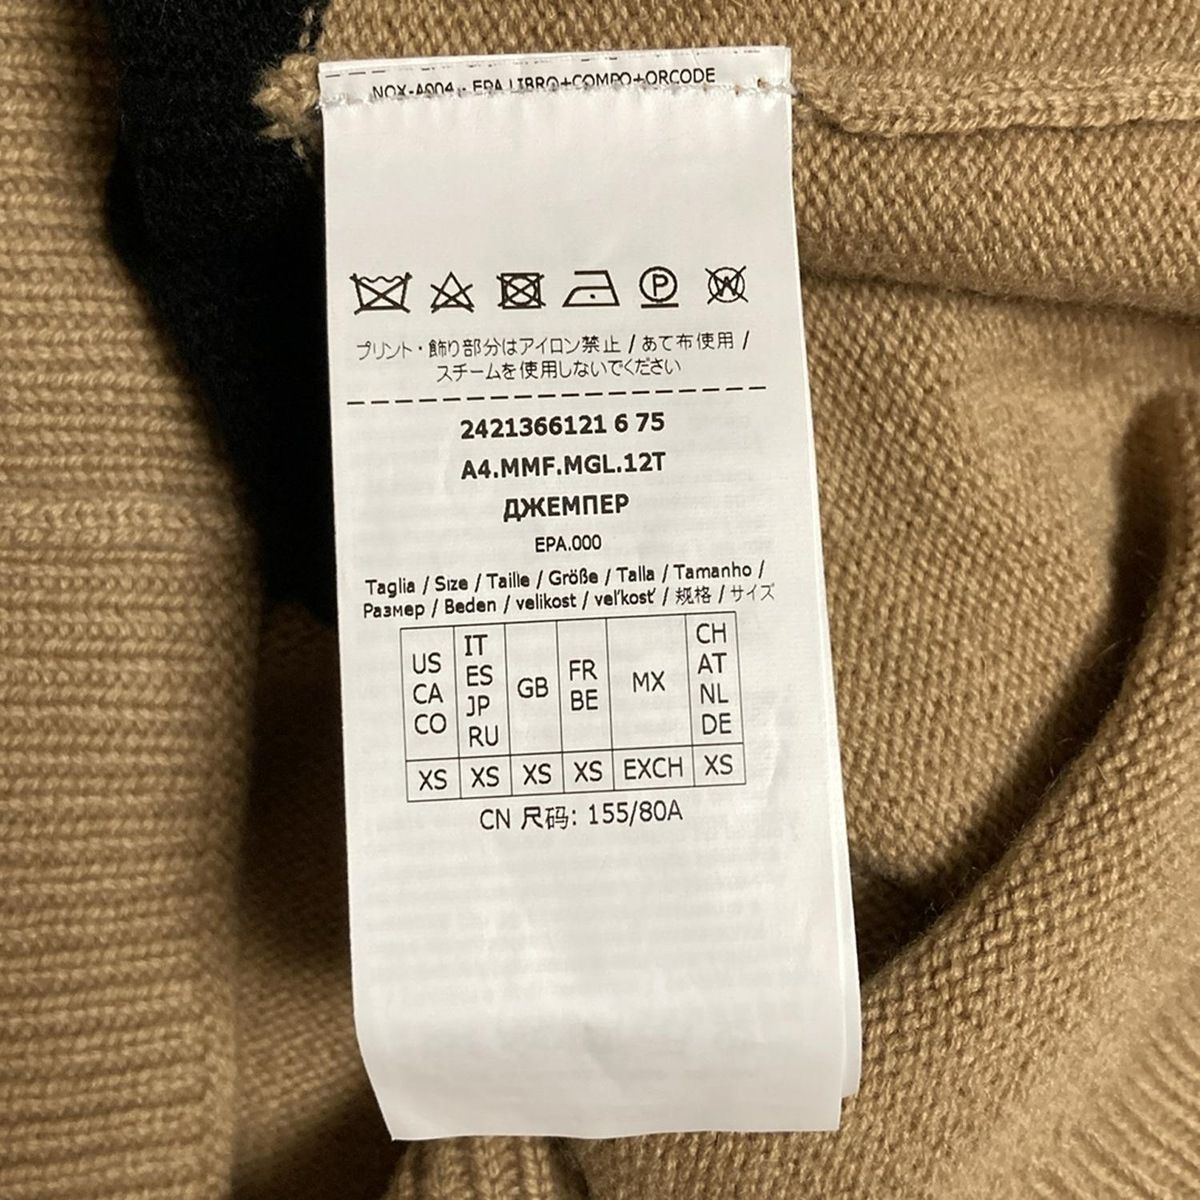 NOX-A004 - EPA LIBRO+COMPO+QRCODE
P W
プリント・飾り部分はアイロン禁止 / あて布使用 /
スチームを使用しないでください
2421366121 6 75
A4.MMF.MGL.12T
ДЖЕМПЕР
EPA.000
Taglia / Size / Taille / Größe / Talla / Tamanho /
Размер / Beden / velikost / veľkosť / 规格 / サイズ
US CA CO
IT ES JP RU
GB
FR BE
MX
CH AT NL DE
XS XS XS XS EXCH XS
CN 尺码: 155/80A